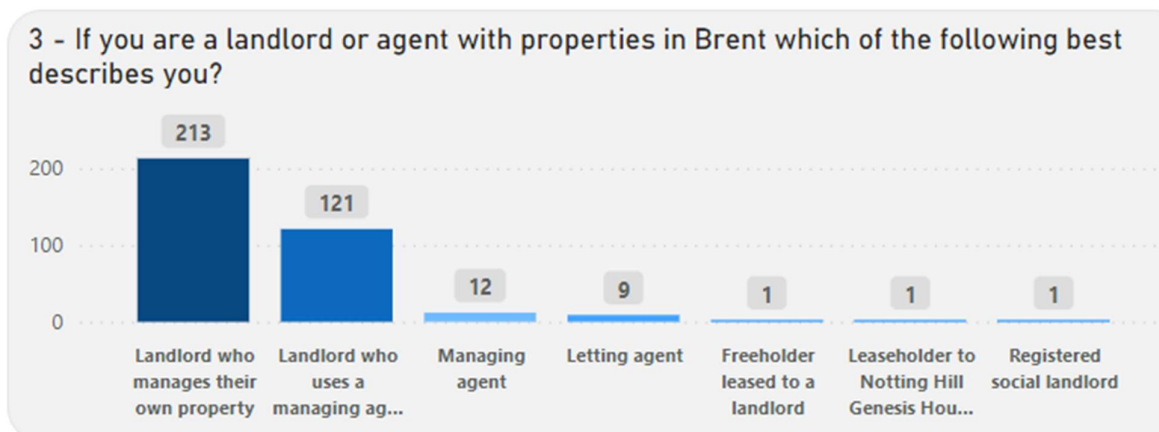 3 - If you are a landlord or agent with properties in Brent which of the following best
describes you?
213
200
121
100
12
9
1
1
1
0
Landlord who
manages their
own property
Landlord who
uses a
managing ag...
Managing
agent
Letting agent
Freeholder
leased to a
landlord
Leaseholder to
Notting Hill
Genesis Hou...
Registered
social landlord